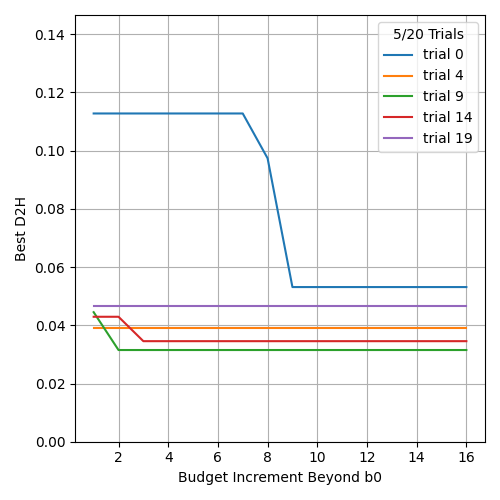 5/20 Trials
trial 0
trial 4
trial 9
trial 14
trial 19
0.14
0.12
0.10
0.08
0.06
0.04
0.02
0.00
Best D2H
2 4 6 8 10 12 14 16
Budget Increment Beyond b0